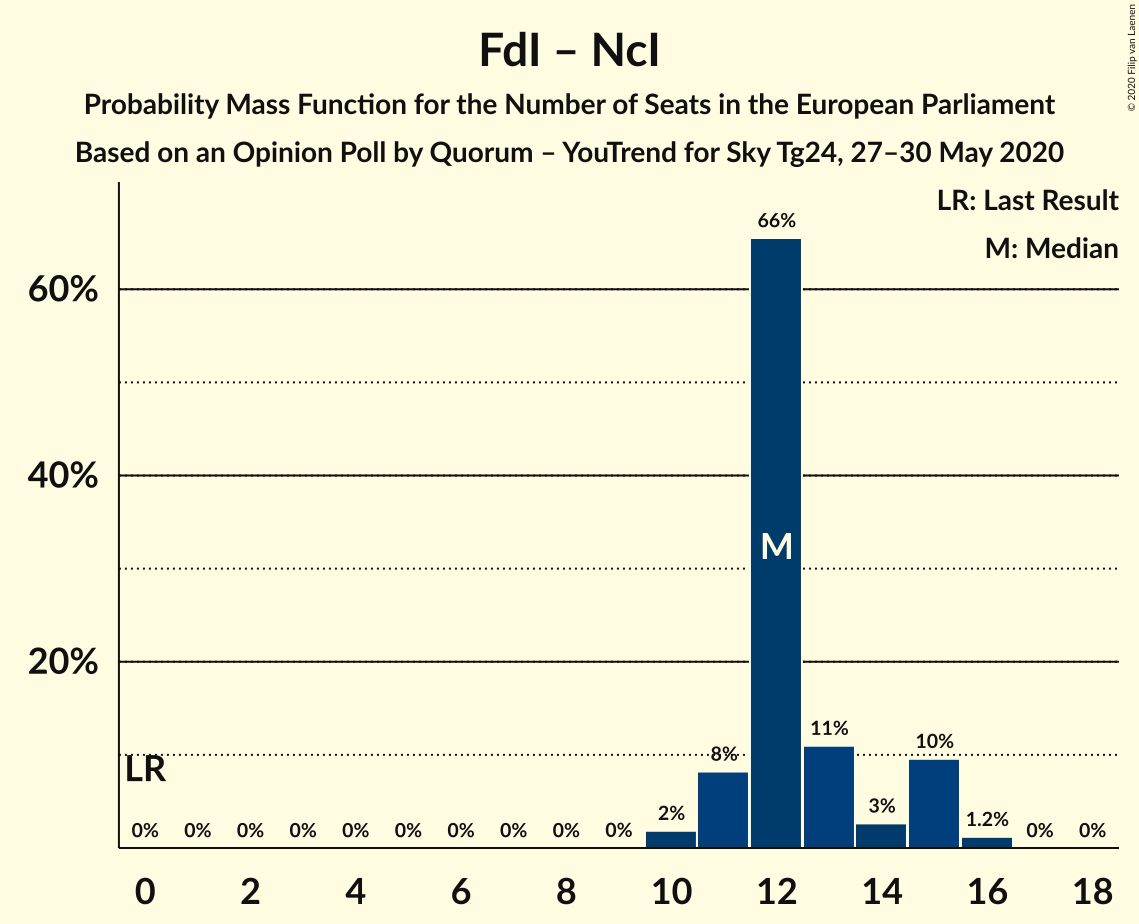 FdI – NcI
Probability Mass Function for the Number of Seats in the European Parliament
Based on an Opinion Poll by Quorum – YouTrend for Sky Tg24, 27–30 May 2020
© 2020 Filip van Laenen
LR: Last Result
M: Median
60%
40%
20%
66%
M
LR
0% 0% 0% 0% 0% 0% 0% 0% 0% 0% 2% 8% 11% 3% 10% 1.2% 0% 0%
0 2 4 6 8 10 12 14 16 18